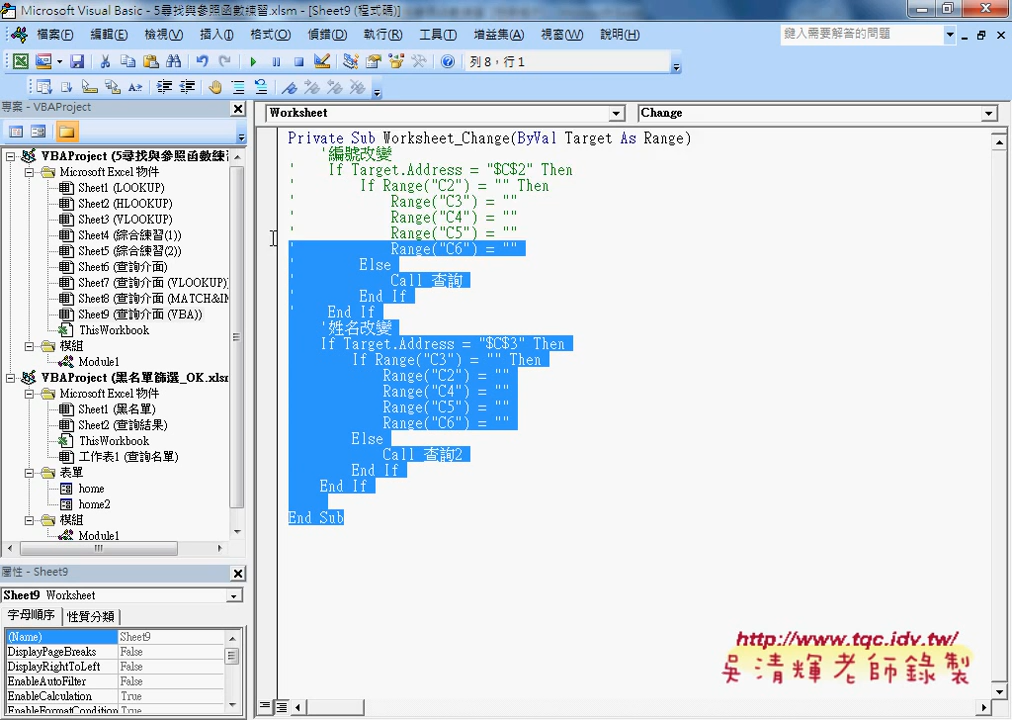 Microsoft Visual Basic - 5尋找與參照函數練習.xlsm - [Sheet9 (程式碼)]
檔案(F) 編輯(E) 檢視(V) 插入(I) 格式(O) 偵錯(D) 執行(R) 工具(T) 增益集(A) 視窗(W) 說明(H) 鍵入需要解答的問題
列 8, 行 1
專案 - VBAProject
Worksheet Change
VBAProject (5尋找與參照函數練習
Microsoft Excel 物件
Sheet1 (LOOKUP)
Sheet2 (HLOOKUP)
Sheet3 (VLOOKUP)
Sheet4 (綜合練習(1))
Sheet5 (綜合練習(2))
Sheet6 (查詢介面)
Sheet7 (查詢介面 (VLOOKUP)
Sheet8 (查詢介面 (MATCH&IN
Sheet9 (查詢介面 (VBA))
ThisWorkbook
模組
Module1
VBAProject (黑名單篩選_OK.xlsm
Microsoft Excel 物件
Sheet1 (黑名單)
Sheet2 (查詢結果)
ThisWorkbook
工作表1 (查詢名單)
表單
home
home2
模組
Module1
屬性 - Sheet9
Sheet9 Worksheet
字母順序 性質分類
(Name) Sheet9
DisplayPageBreaks False
DisplayRightToLeft False
EnableAutoFilter False
EnableCalculation True
EnableFormatCondition True
Private Sub Worksheet_Change(ByVal Target As Range)
'編號改變
' If Target.Address = "$C$2" Then
' If Range("C2") = "" Then
' Range("C3") = ""
' Range("C4") = ""
' Range("C5") = ""
' Range("C6") = ""
' Else
' Call 查詢
' End If
' End If
'姓名改變
If Target.Address = "$C$3" Then
If Range("C3") = "" Then
Range("C2") = ""
Range("C4") = ""
Range("C5") = ""
Range("C6") = ""
Else
Call 查詢2
End If
End If
End Sub
http://www.tqc.idv.tw/
吳清輝老師錄製